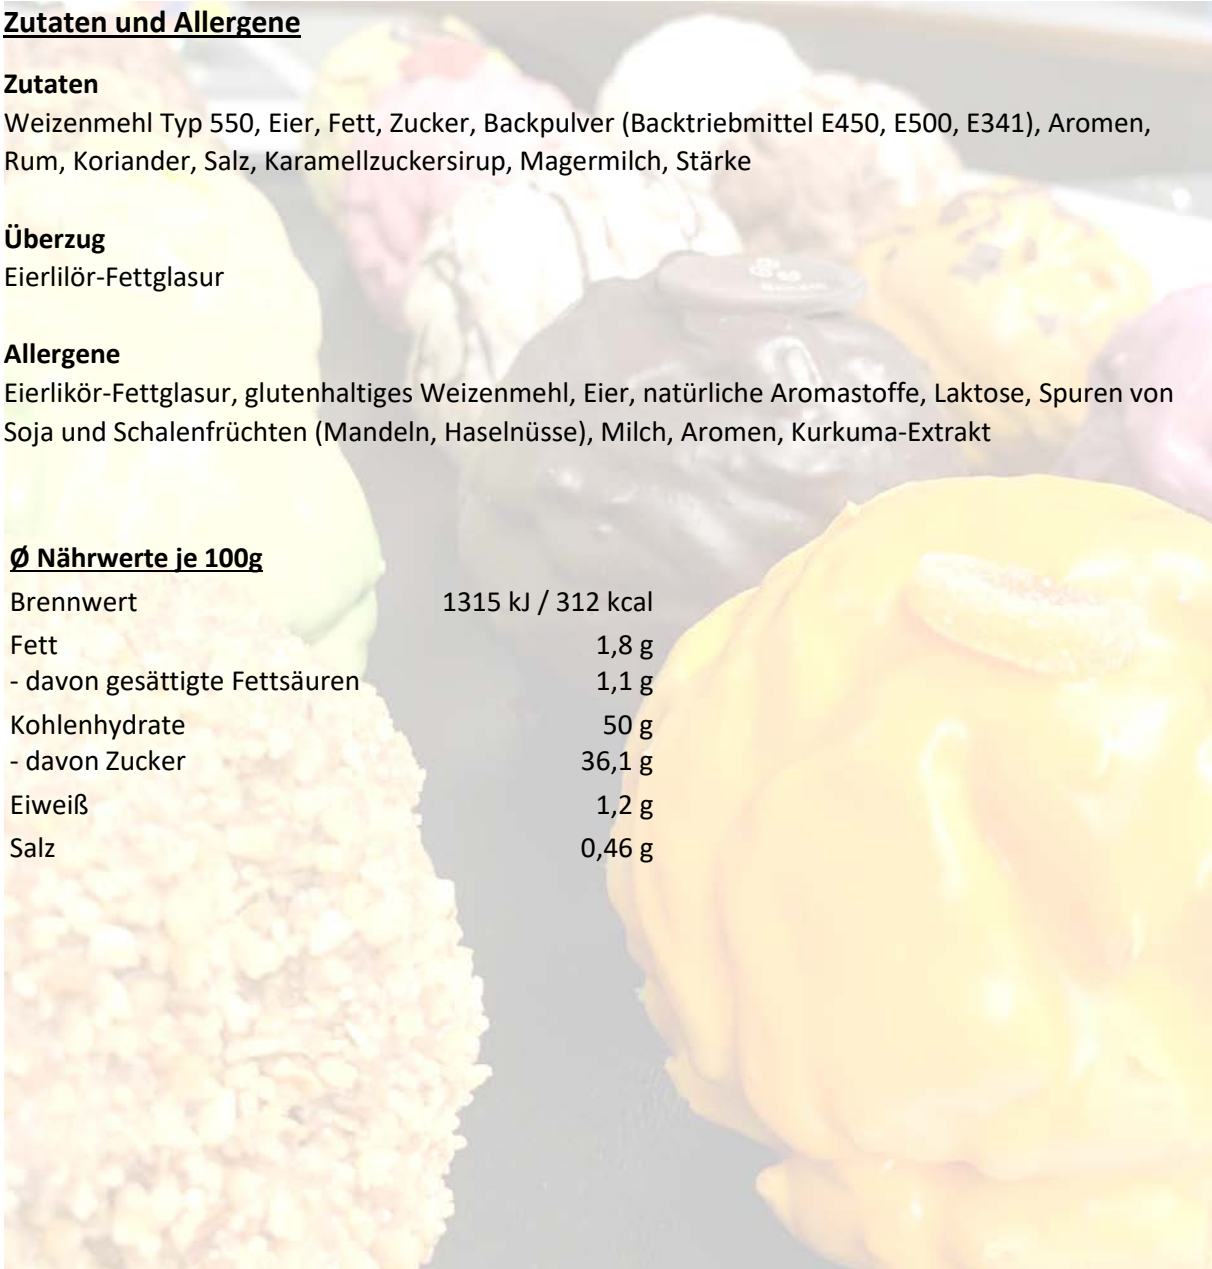 Zutaten und Allergene
Zutaten
Weizenmehl Typ 550, Eier, Fett, Zucker, Backpulver (Backtriebmittel E450, E500, E341), Aromen,
Rum, Koriander, Salz, Karamellzuckersirup, Magermilch, Stärke
Überzug
Eierlilör-Fettglasur
Allergene
Eierlikör-Fettglasur, glutenhaltiges Weizenmehl, Eier, natürliche Aromastoffe, Laktose, Spuren von
Soja und Schalenfrüchten (Mandeln, Haselnüsse), Milch, Aromen, Kurkuma-Extrakt
Ø Nährwerte je 100g
Brennwert 1315 kJ / 312 kcal
Fett 1,8 g
- davon gesättigte Fettsäuren 1,1 g
Kohlenhydrate 50 g
- davon Zucker 36,1 g
Eiweiß 1,2 g
Salz 0,46 g